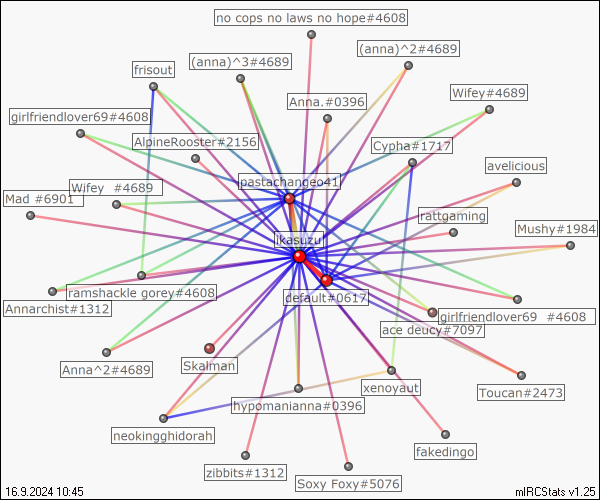 no cops no laws no hope#4608
(anna)^2#4689
(anna)^3#4689
frisout
Wifey#4689
Anna.#0396
girlfriendlover69#4608
AlpineRooster#2156
Cypha#1717
avelicious
pastachangeo41
Wifey #4689
Mad #6901
rattgaming
Mushy#1984
ikasuzu
ramshackle gorey#4608
default#0617
Annarchist#1312
girlfriendlover69 #4608
ace deucy#7097
Skalman
Anna^2#4689
xenoyaut
Toucan#2473
hypomanianna#0396
neokingghidorah
fakedingo
zibbits#1312
Soxy Foxy#5076
16.9.2024 10:45
mIRCStats v1.25